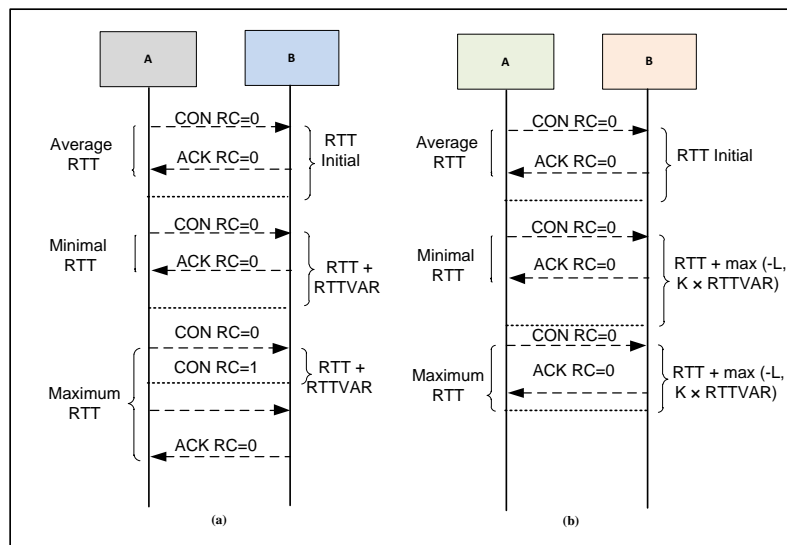 A
B
CON RC=0
Average
RTT
RTT
Initial
ACK RC=0
CON RC=0
Minimal
RTT
ACK RC=0
RTT +
RTTVAR
CON RC=0
CON RC=1
RTT +
RTTVAR
Maximum
RTT
ACK RC=0
(a)
A
B
CON RC=0
Average
RTT
RTT Initial
ACK RC=0
CON RC=0
Minimal
RTT
ACK RC=0
RTT + max (-L,
K × RTTVAR)
CON RC=0
Maximum
RTT
ACK RC=0
RTT + max (-L,
K × RTTVAR)
(b)